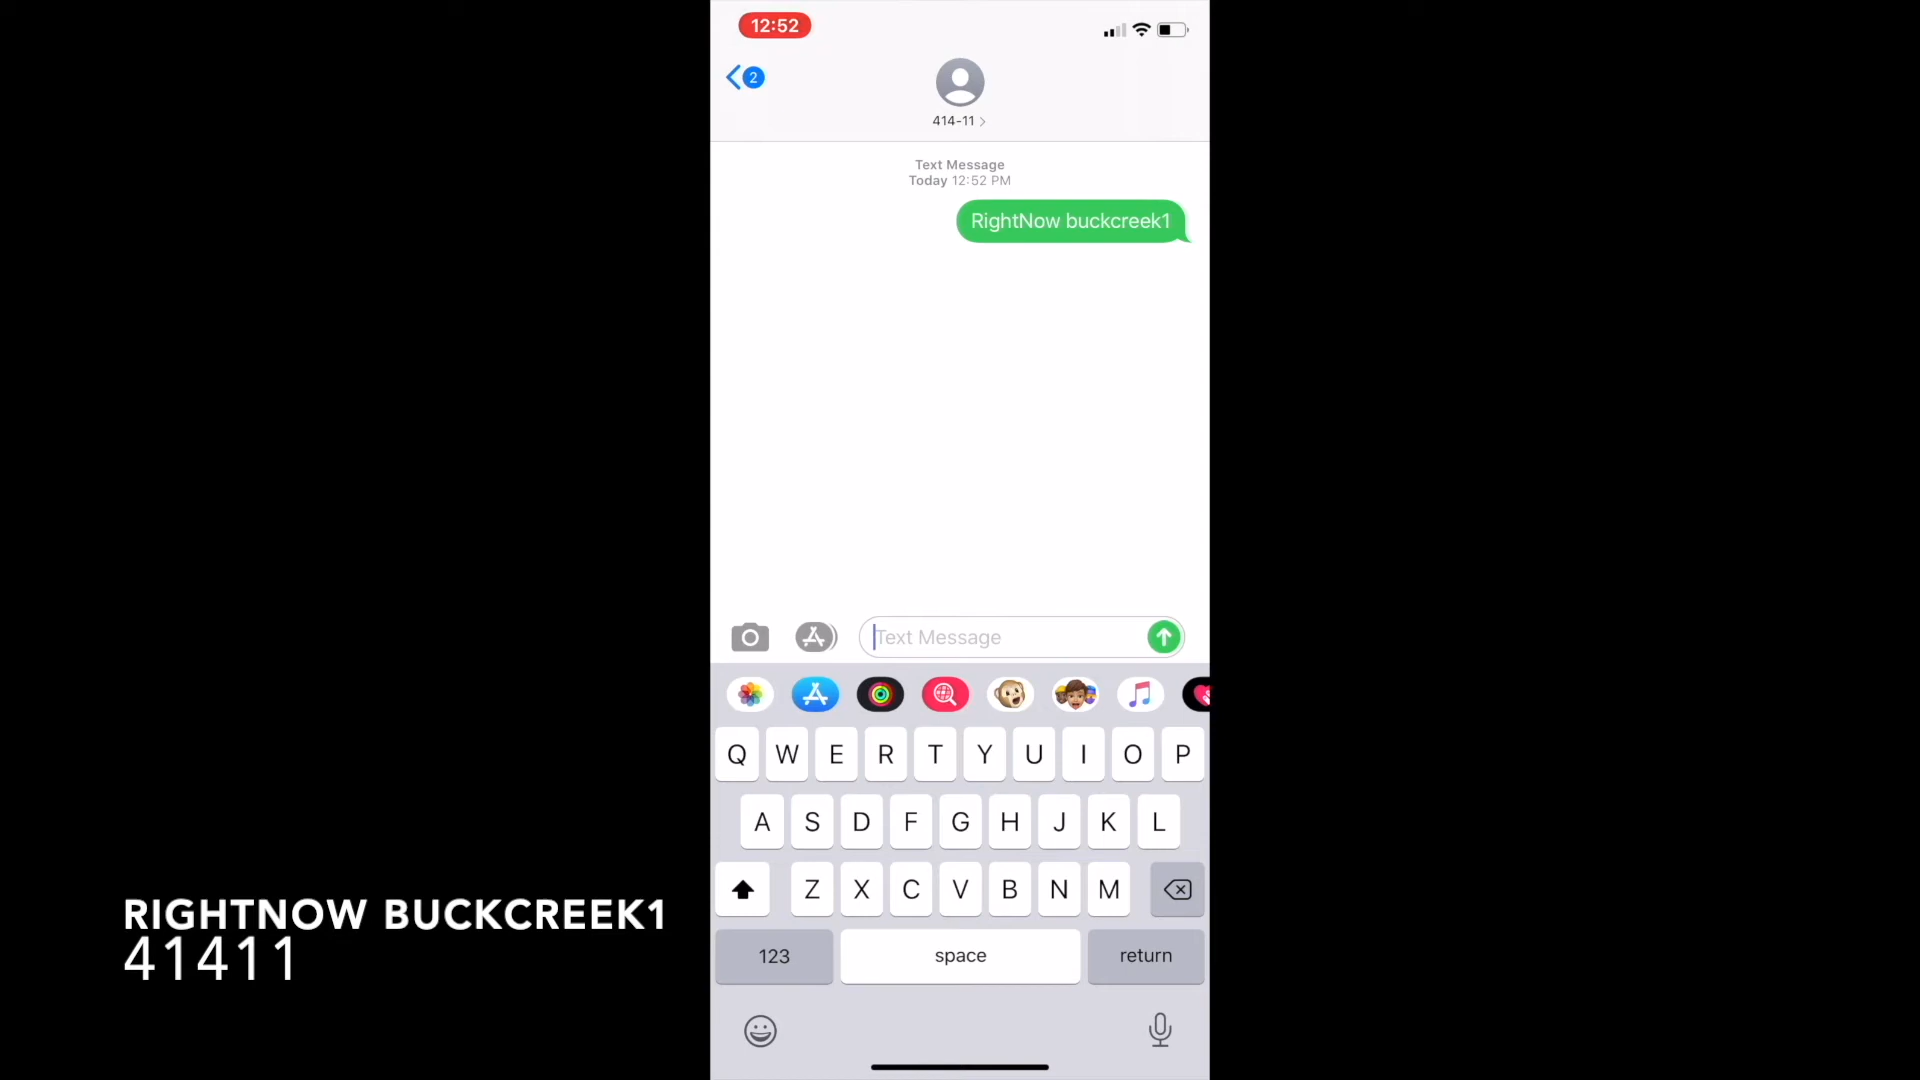 12:52
2
414-11
Text Message
Today 12:52 PM
RightNow buckcreek1
Text Message
Q W E R T Y U I O P
A S D F G H J K L
Z X C V B N M
123 space return
RIGHTNOW BUCKCREEK1
41411